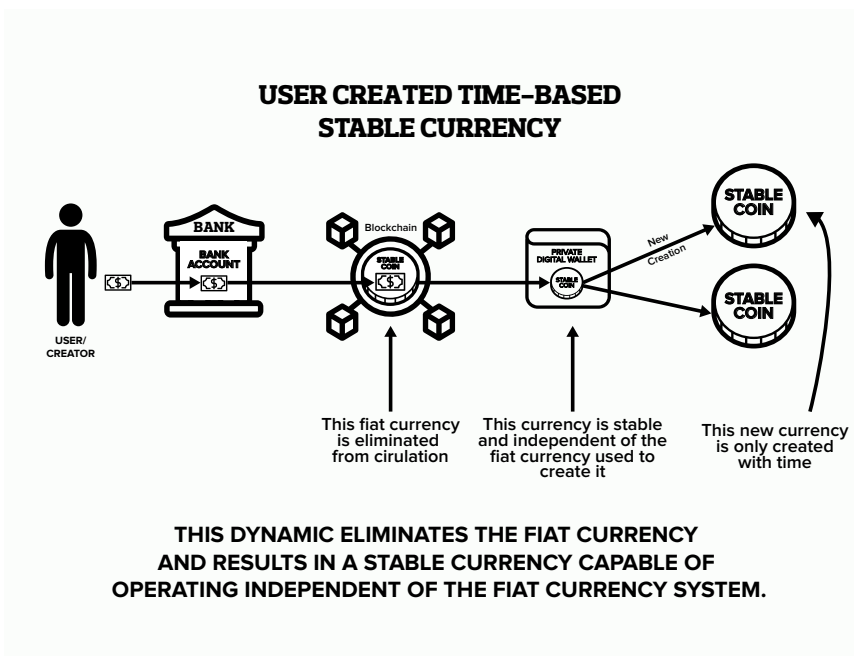 USER CREATED TIME-BASED
STABLE CURRENCY
USER/
CREATOR
BANK
BANK
ACCOUNT
Blockchain
STABLE
COIN
PRIVATE
DIGITAL WALLET
STABLE
COIN
New
Creation
STABLE
COIN
STABLE
COIN
This fiat currency
is eliminated
from cirulation
This currency is stable
and independent of the
fiat currency used to
create it
This new currency
is only created
with time
THIS DYNAMIC ELIMINATES THE FIAT CURRENCY
AND RESULTS IN A STABLE CURRENCY CAPABLE OF
OPERATING INDEPENDENT OF THE FIAT CURRENCY SYSTEM.